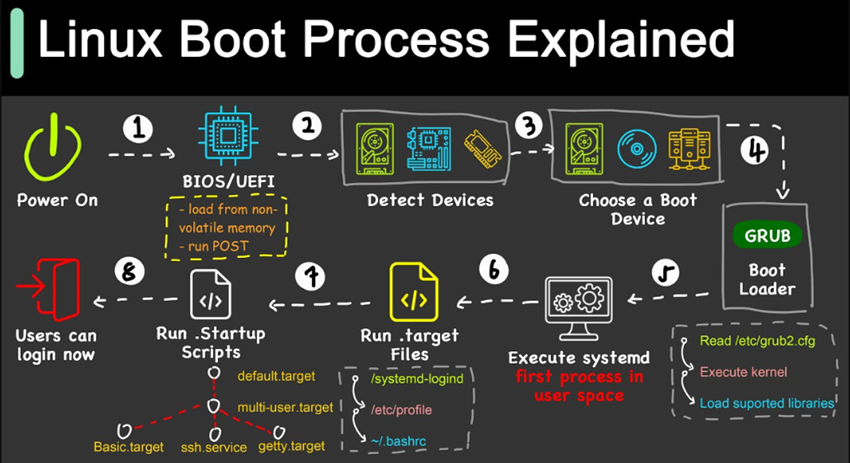 Linux Boot Process Explained
1
2
3
4
Power On
BIOS/UEFI
- load from non-
volatile memory
- run POST
Detect Devices
Choose a Boot
Device
GRUB
Boot
Loader
5
Read /etc/grub2.cfg
Execute kernel
Load suported libraries
6
Execute systemd
first process in
user space
7
Run .target
Files
/systemd-logind
/etc/profile
~/.bashrc
8
Run .Startup
Scripts
default.target
multi-user.target
Basic.target
ssh.service
getty.target
Users can
login now